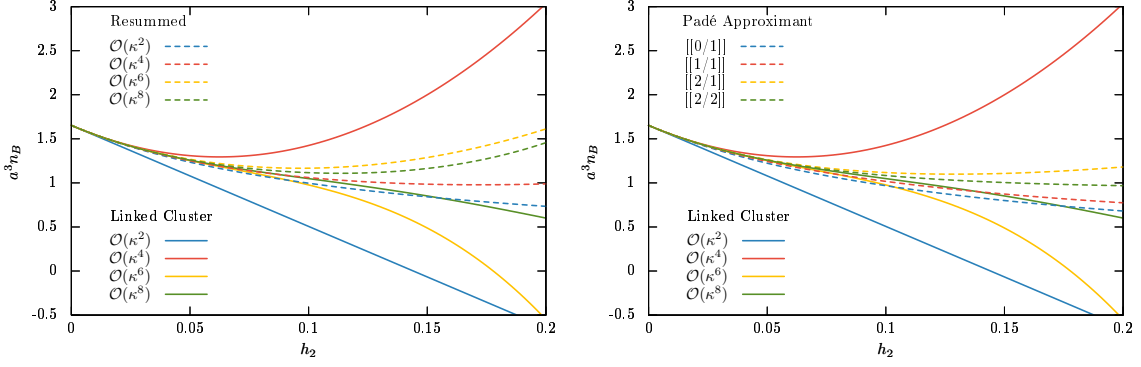 3
2.5
2
1.5
1
0.5
0
-0.5
a³n_B
Resummed
𝒪(κ²)
𝒪(κ⁴)
𝒪(κ⁶)
𝒪(κ⁸)
Linked Cluster
𝒪(κ²)
𝒪(κ⁴)
𝒪(κ⁶)
𝒪(κ⁸)
0 0.05 0.1 0.15 0.2
h₂
3
2.5
2
1.5
1
0.5
0
-0.5
a³n_B
Padé Approximant
[[0/1]]
[[1/1]]
[[2/1]]
[[2/2]]
Linked Cluster
𝒪(κ²)
𝒪(κ⁴)
𝒪(κ⁶)
𝒪(κ⁸)
0 0.05 0.1 0.15 0.2
h₂